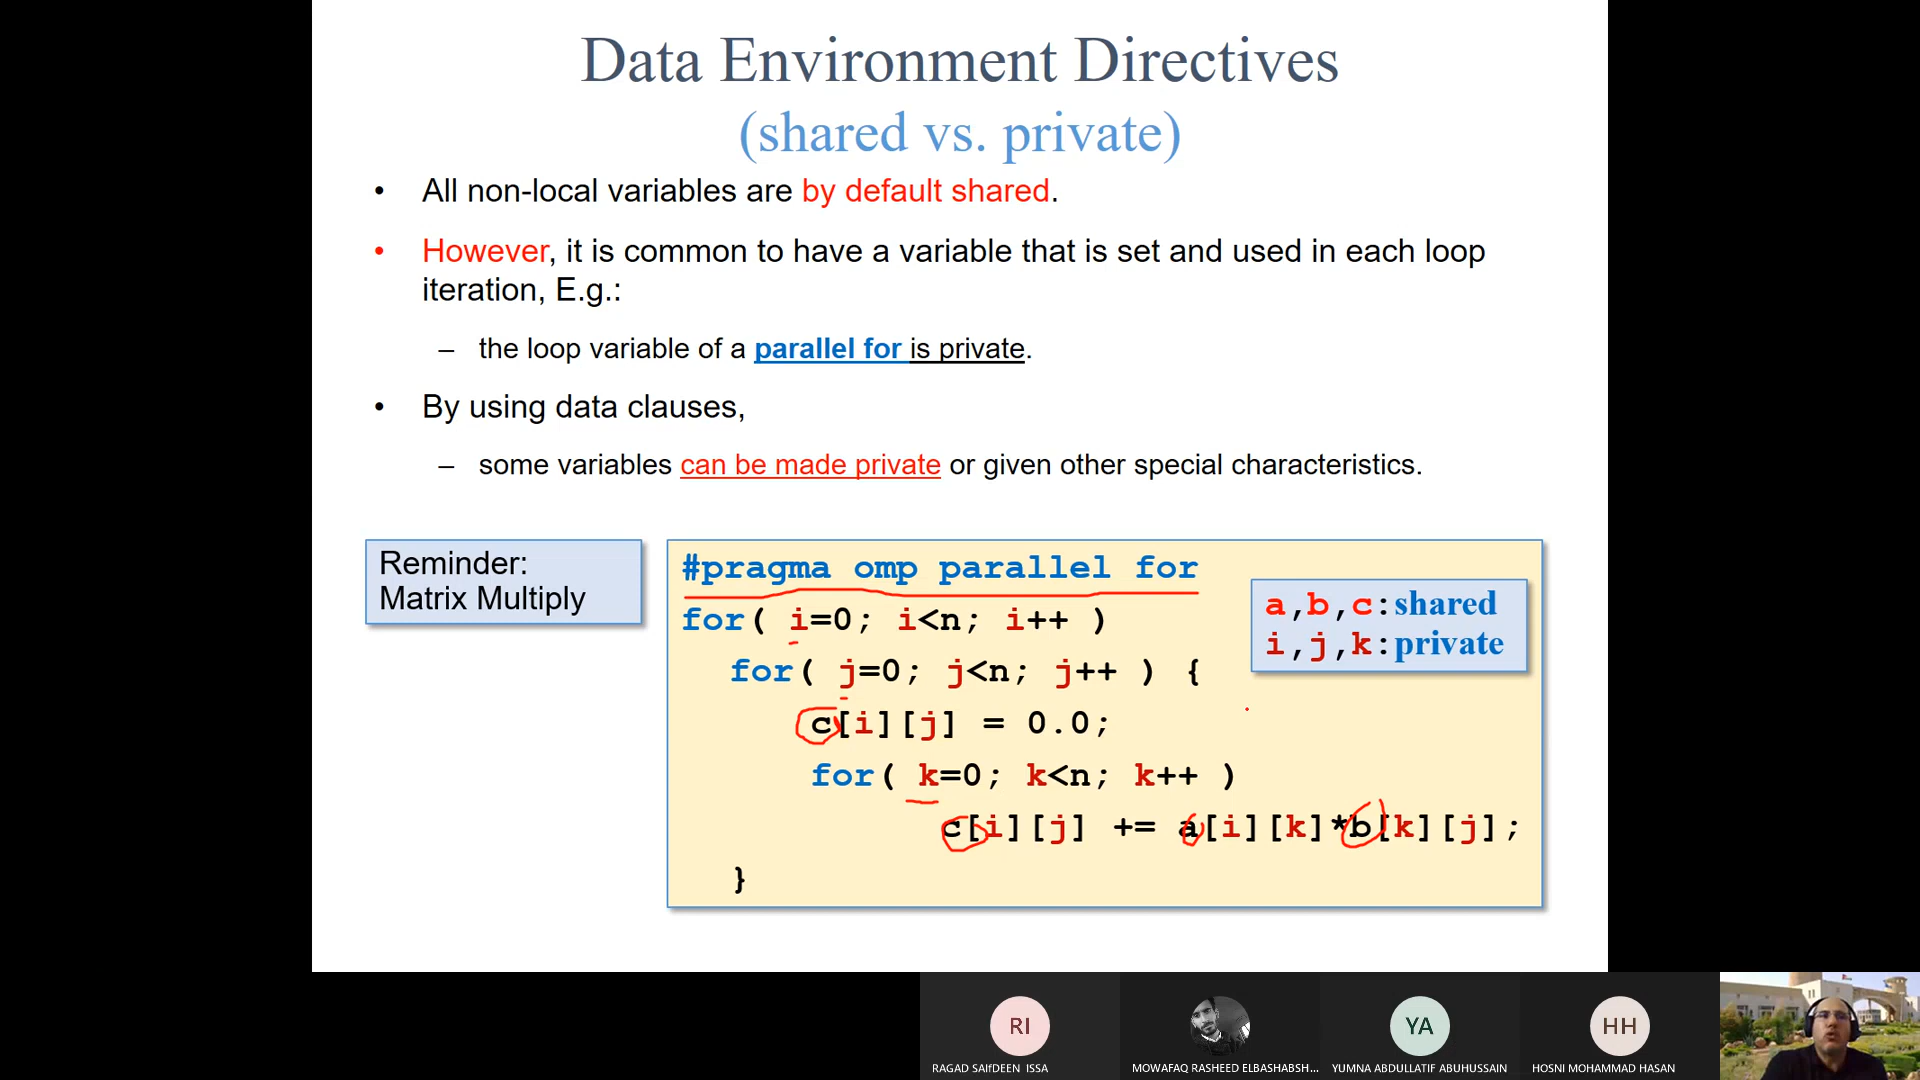 Data Environment Directives
(shared vs. private)
• All non-local variables are by default shared.
• However, it is common to have a variable that is set and used in each loop
iteration, E.g.:
– the loop variable of a parallel for is private.
• By using data clauses,
– some variables can be made private or given other special characteristics.
Reminder:
Matrix Multiply
#pragma omp parallel for
for( i=0; i<n; i++ )
for( j=0; j<n; j++ ) {
c[i][j] = 0.0;
for( k=0; k<n; k++ )
c[i][j] += a[i][k]*b[k][j];
}
a,b,c:shared
i,j,k:private
RI
YA
HH
RAGAD SAIfDEEN ISSA
MOWAFAQ RASHEED ELBASHABSH...
YUMNA ABDULLATIF ABUHUSSAIN
HOSNI MOHAMMAD HASAN